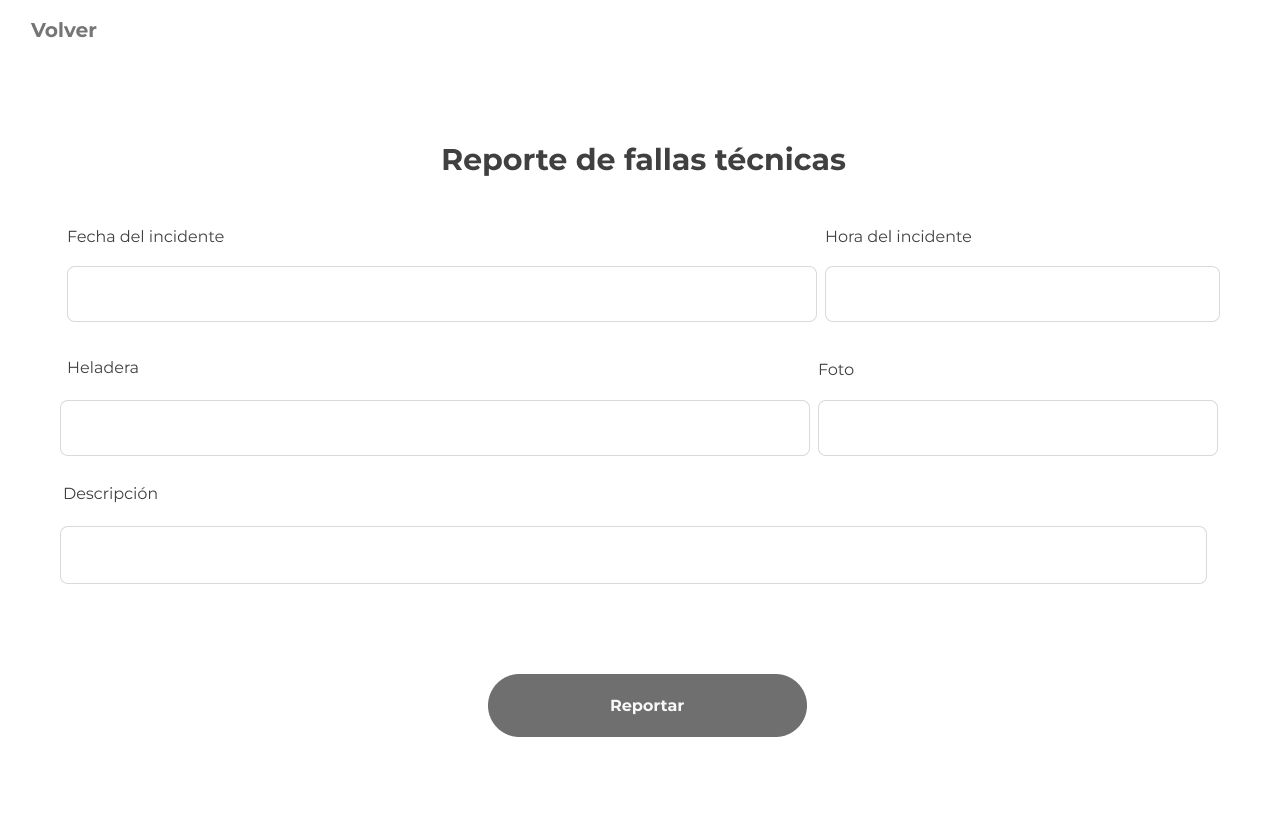 Volver
Reporte de fallas técnicas
Fecha del incidente
Hora del incidente
Heladera
Foto
Descripción
Reportar